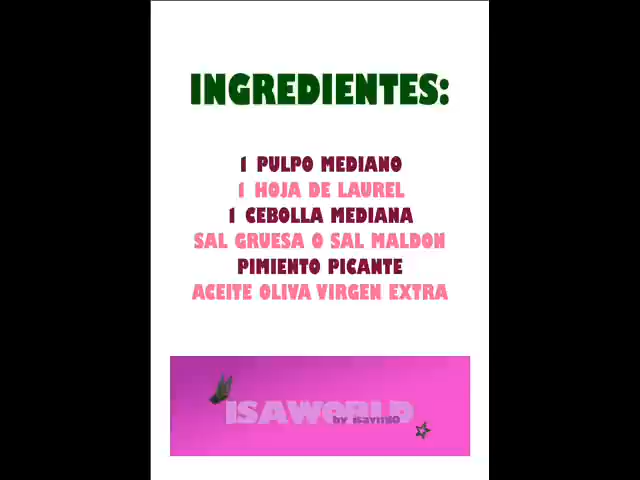 INGREDIENTES:
1 PULPO MEDIANO
1 HOJA DE LAUREL
1 CEBOLLA MEDIANA
SAL GRUESA O SAL MALDON
PIMIENTO PICANTE
ACEITE OLIVA VIRGEN EXTRA
ISAWORLD
by